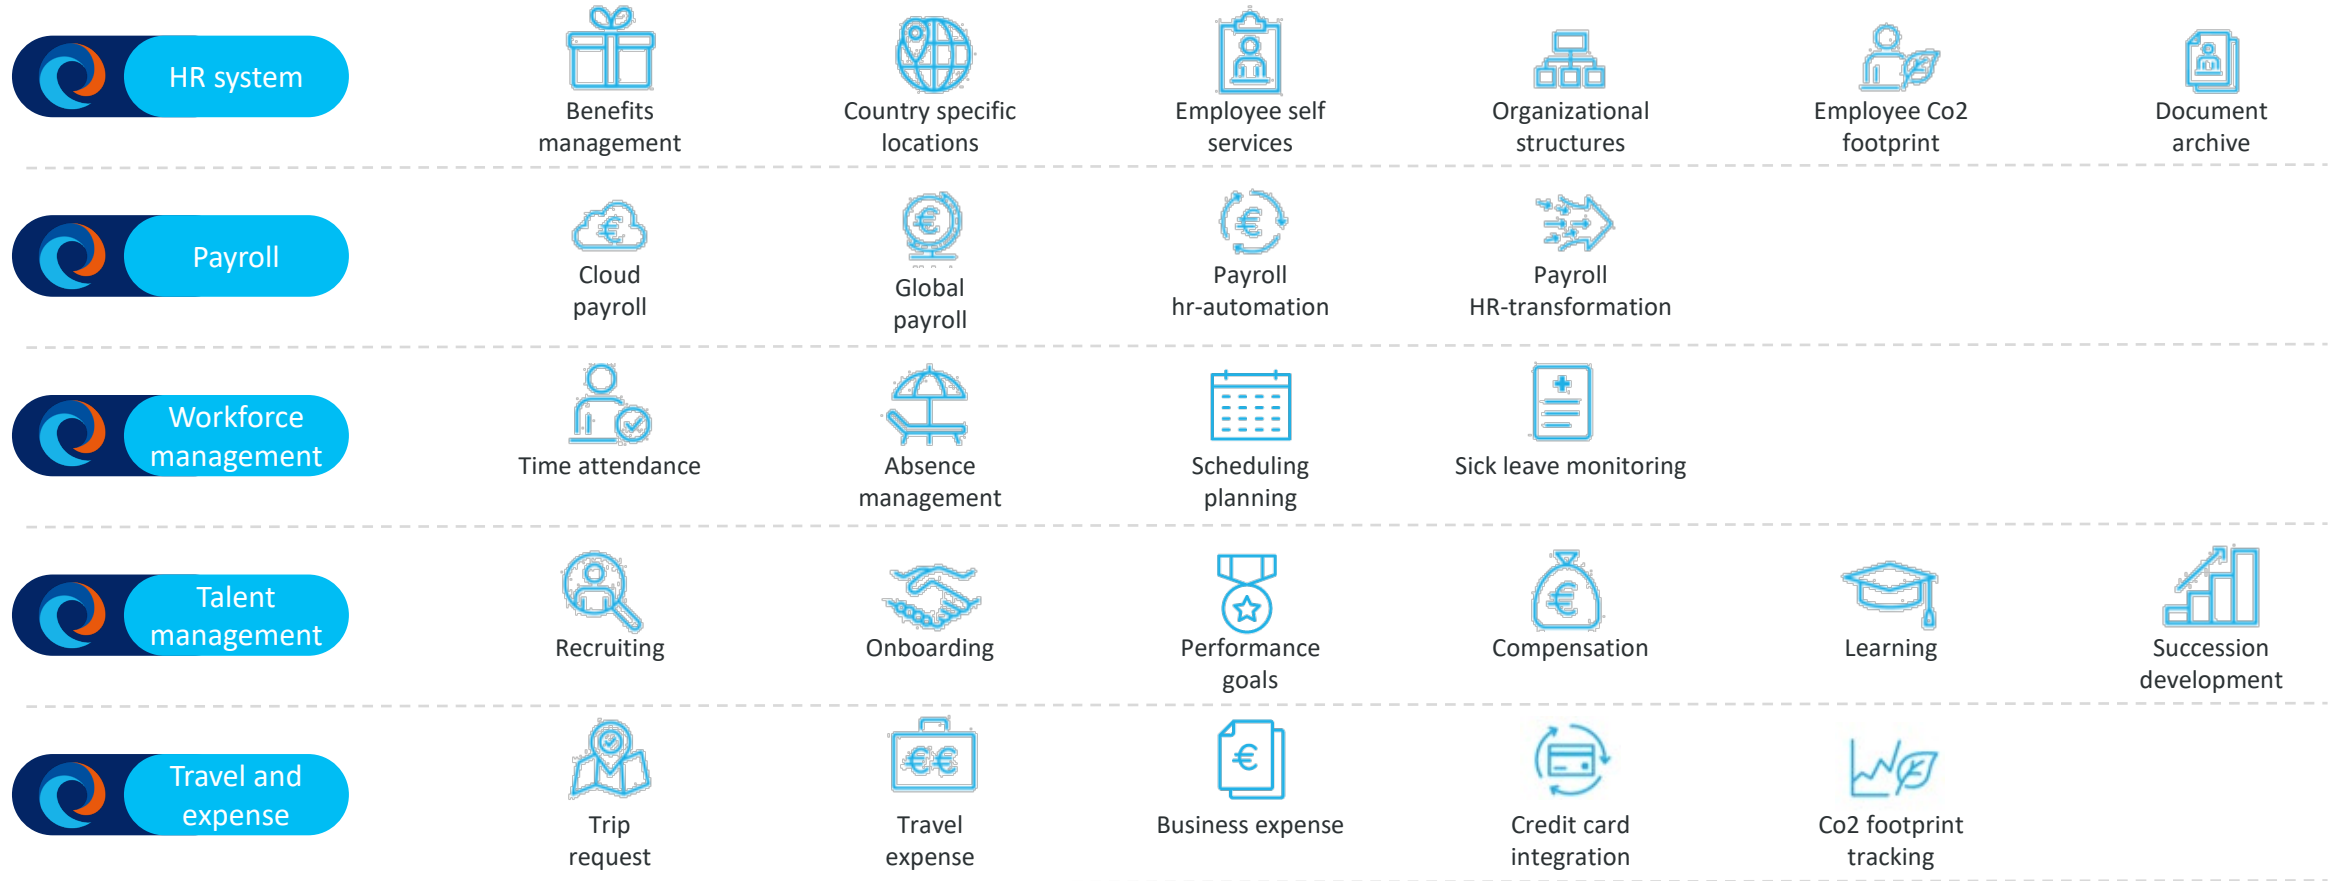 HR system
Benefits
management
Country specific
locations
Employee self
services
Organizational
structures
Employee Co2
footprint
Document
archive
Payroll
Cloud
payroll
Global
payroll
Payroll
hr-automation
Payroll
HR-transformation
Workforce
management
Time attendance
Absence
management
Scheduling
planning
Sick leave monitoring
Talent
management
Recruiting
Onboarding
Performance
goals
Compensation
Learning
Succession
development
Travel and
expense
Trip
request
Travel
expense
Business expense
Credit card
integration
Co2 footprint
tracking